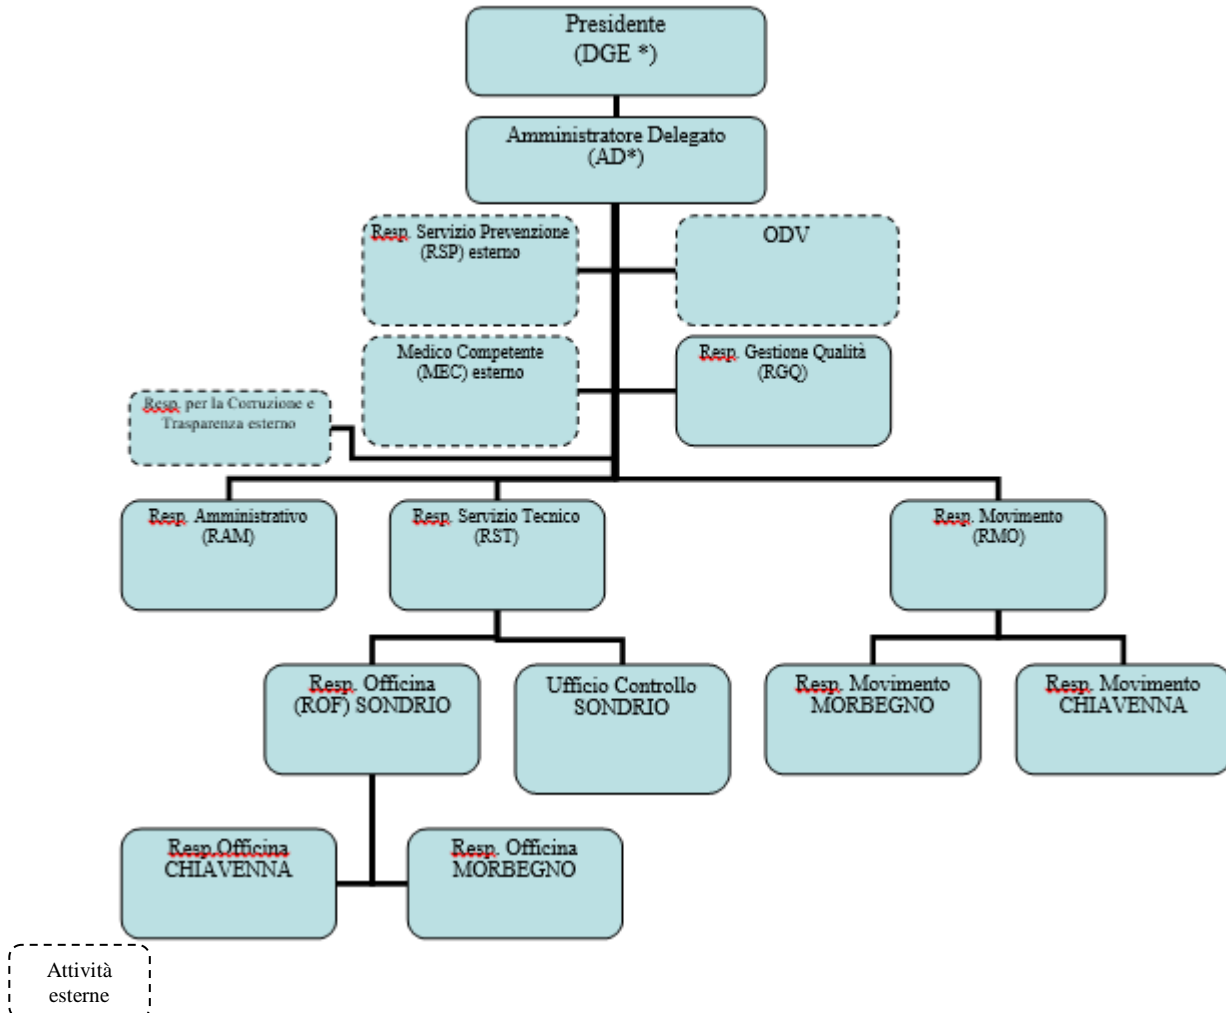 Presidente
(DGE *)
Amministratore Delegato
(AD*)
Resp. Servizio Prevenzione
(RSP) esterno
ODV
Medico Competente
(MEC) esterno
Resp. Gestione Qualità
(RGQ)
Resp. per la Corruzione e
Trasparenza esterno
Resp. Amministrativo
(RAM)
Resp. Servizio Tecnico
(RST)
Resp. Movimento
(RMO)
Resp. Officina
(ROF) SONDRIO
Ufficio Controllo
SONDRIO
Resp. Movimento
MORBEGNO
Resp. Movimento
CHIAVENNA
Resp.Officina
CHIAVENNA
Resp. Officina
MORBEGNO
Attività
esterne